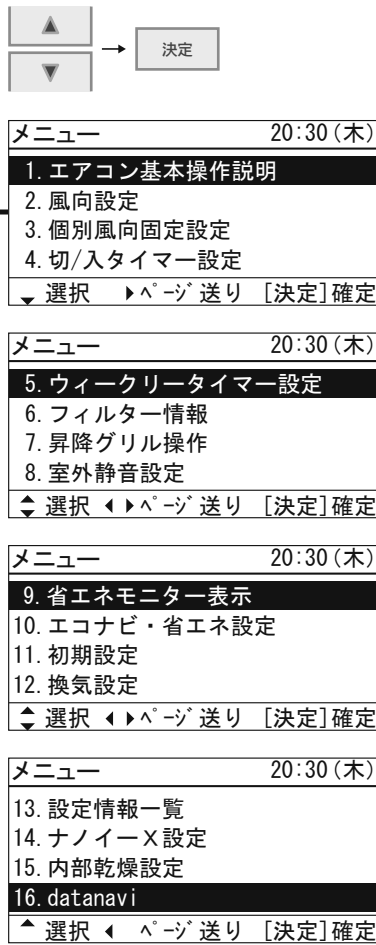 決定
メニュー 20:30(木)
1. エアコン基本操作説明
2. 風向設定
3. 個別風向固定設定
4. 切/入タイマー設定
選択 ﾍﾟｰｼﾞ送り [決定]確定
メニュー 20:30(木)
5. ウィークリータイマー設定
6. フィルター情報
7. 昇降グリル操作
8. 室外静音設定
選択 ﾍﾟｰｼﾞ送り [決定]確定
メニュー 20:30(木)
9. 省エネモニター表示
10. エコナビ・省エネ設定
11. 初期設定
12. 換気設定
選択 ﾍﾟｰｼﾞ送り [決定]確定
メニュー 20:30(木)
13. 設定情報一覧
14. ナノイーX設定
15. 内部乾燥設定
16. datanavi
選択 ﾍﾟｰｼﾞ送り [決定]確定